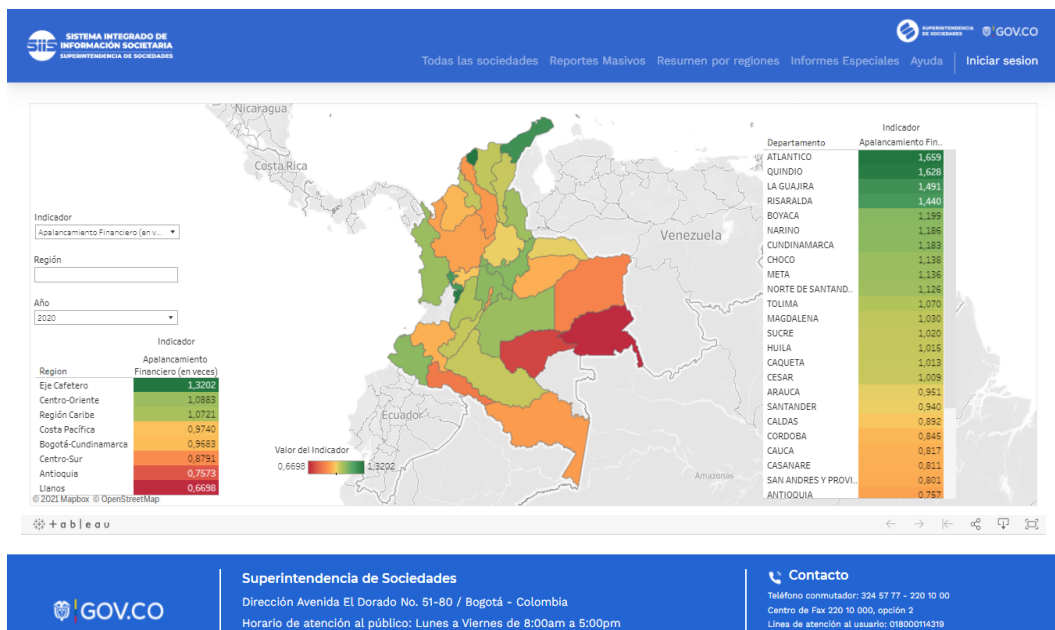 SISTEMA INTEGRADO DE
INFORMACIÓN SOCIETARIA
SUPERINTENDENCIA DE SOCIEDADES
SIIS
SUPERINTENDENCIA
DE SOCIEDADES
GOV.CO
Todas las sociedades Reportes Masivos Resumen por regiones Informes Especiales Ayuda Iniciar sesion
Nicaragua
Costa Rica
Venezuela
Ecuador
Amazonas
Indicador
Apalancamiento Financiero (en v...
Región
Año
2020
Indicador
Apalancamiento
Region Financiero (en veces)
Eje Cafetero 1,3202
Centro-Oriente 1,0883
Región Caribe 1,0721
Costa Pacífica 0,9740
Bogotá-Cundinamarca 0,9683
Centro-Sur 0,8791
Antioquia 0,7573
Llanos 0,6698
© 2021 Mapbox © OpenStreetMap
Valor del Indicador
0,6698 1,3202
Indicador
Departamento Apalancamiento Fin..
ATLANTICO 1,659
QUINDIO 1,628
LA GUAJIRA 1,491
RISARALDA 1,440
BOYACA 1,199
NARINO 1,186
CUNDINAMARCA 1,183
CHOCO 1,138
META 1,136
NORTE DE SANTAND.. 1,126
TOLIMA 1,070
MAGDALENA 1,030
SUCRE 1,020
HUILA 1,016
CAQUETA 1,013
CESAR 1,009
ARAUCA 0,951
SANTANDER 0,940
CALDAS 0,892
CORDOBA 0,845
CAUCA 0,817
CASANARE 0,811
SAN ANDRES Y PROVI.. 0,801
ANTIOQUIA 0,757
+ a b l e a u
GOV.CO
Superintendencia de Sociedades
Dirección Avenida El Dorado No. 51-80 / Bogotá - Colombia
Horario de atención al público: Lunes a Viernes de 8:00am a 5:00pm
Contacto
Teléfono conmutador: 324 57 77 - 220 10 00
Centro de Fax 220 10 000, opción 2
Línea de atención al usuario: 018000114319